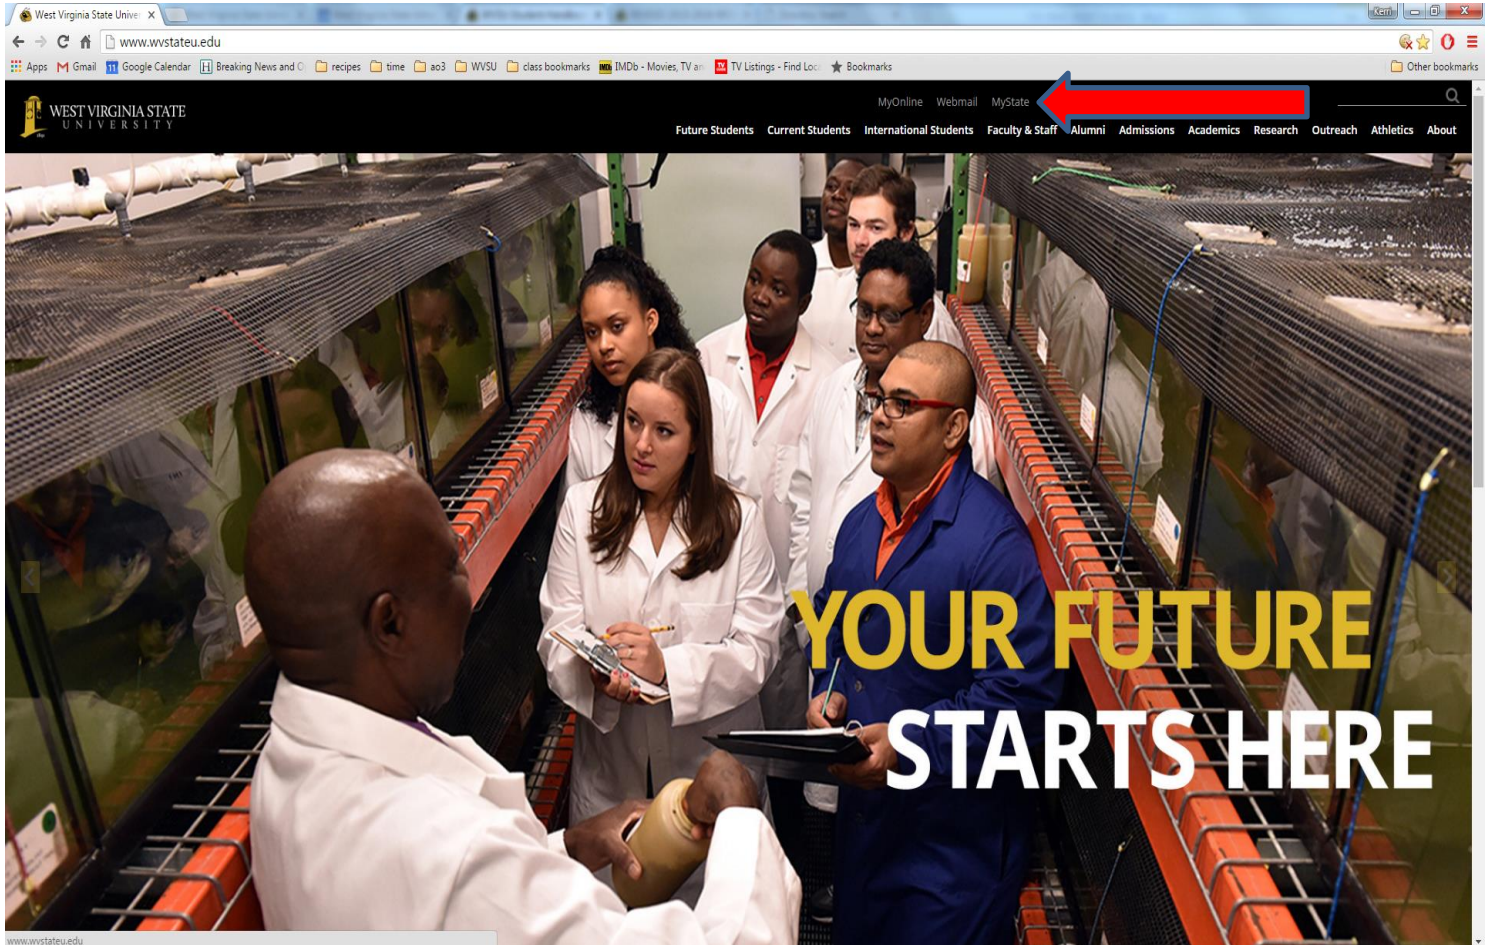 West Virginia State Univer
Kerri
www.wvstateu.edu
Apps Gmail 11 Google Calendar H Breaking News and O recipes time ao3 WVSU class bookmarks IMDb IMDb - Movies, TV an TV Listings - Find Loc Bookmarks Other bookmarks
MyOnline Webmail MyState
WEST VIRGINIA STATE
UNIVERSITY
Future Students Current Students International Students Faculty & Staff Alumni Admissions Academics Research Outreach Athletics About
YOUR FUTURE
STARTS HERE
www.wvstateu.edu